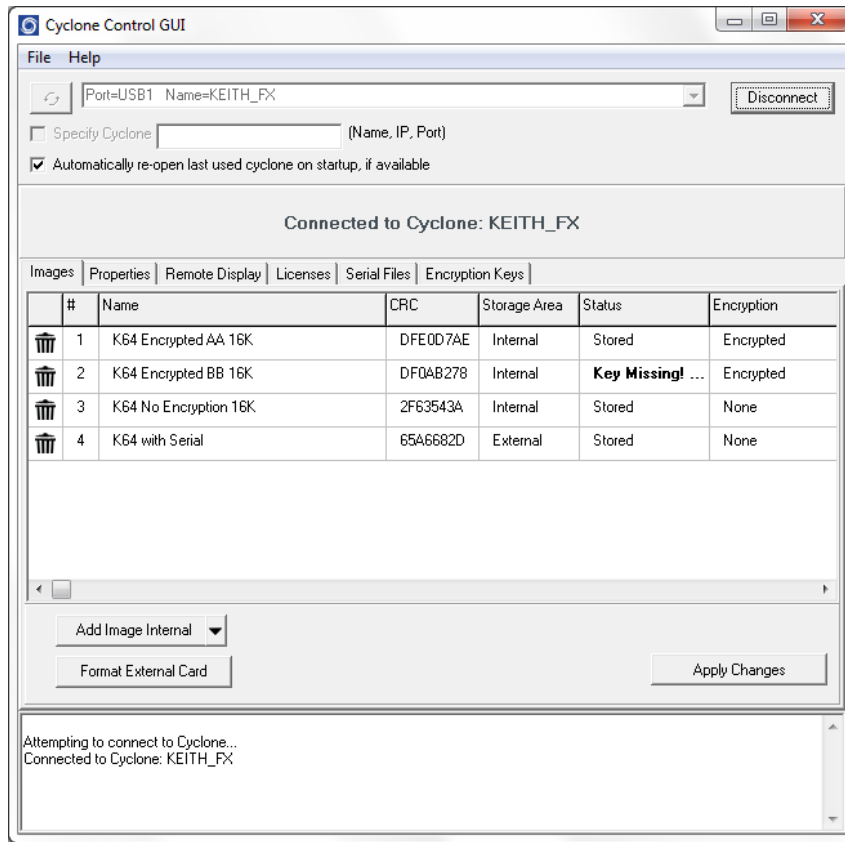 Cyclone Control GUI
File Help
Port=USB1 Name=KEITH_FX
Disconnect
Specify Cyclone (Name, IP, Port)
Automatically re-open last used cyclone on startup, if available
Connected to Cyclone: KEITH_FX
Images Properties Remote Display Licenses Serial Files Encryption Keys
# Name CRC Storage Area Status Encryption
1 K64 Encrypted AA 16K DFE0D7AE Internal Stored Encrypted
2 K64 Encrypted BB 16K DF0AB278 Internal Key Missing! ... Encrypted
3 K64 No Encryption 16K 2F63543A Internal Stored None
4 K64 with Serial 65A6682D External Stored None
Add Image Internal
Format External Card Apply Changes
Attempting to connect to Cyclone...
Connected to Cyclone: KEITH_FX